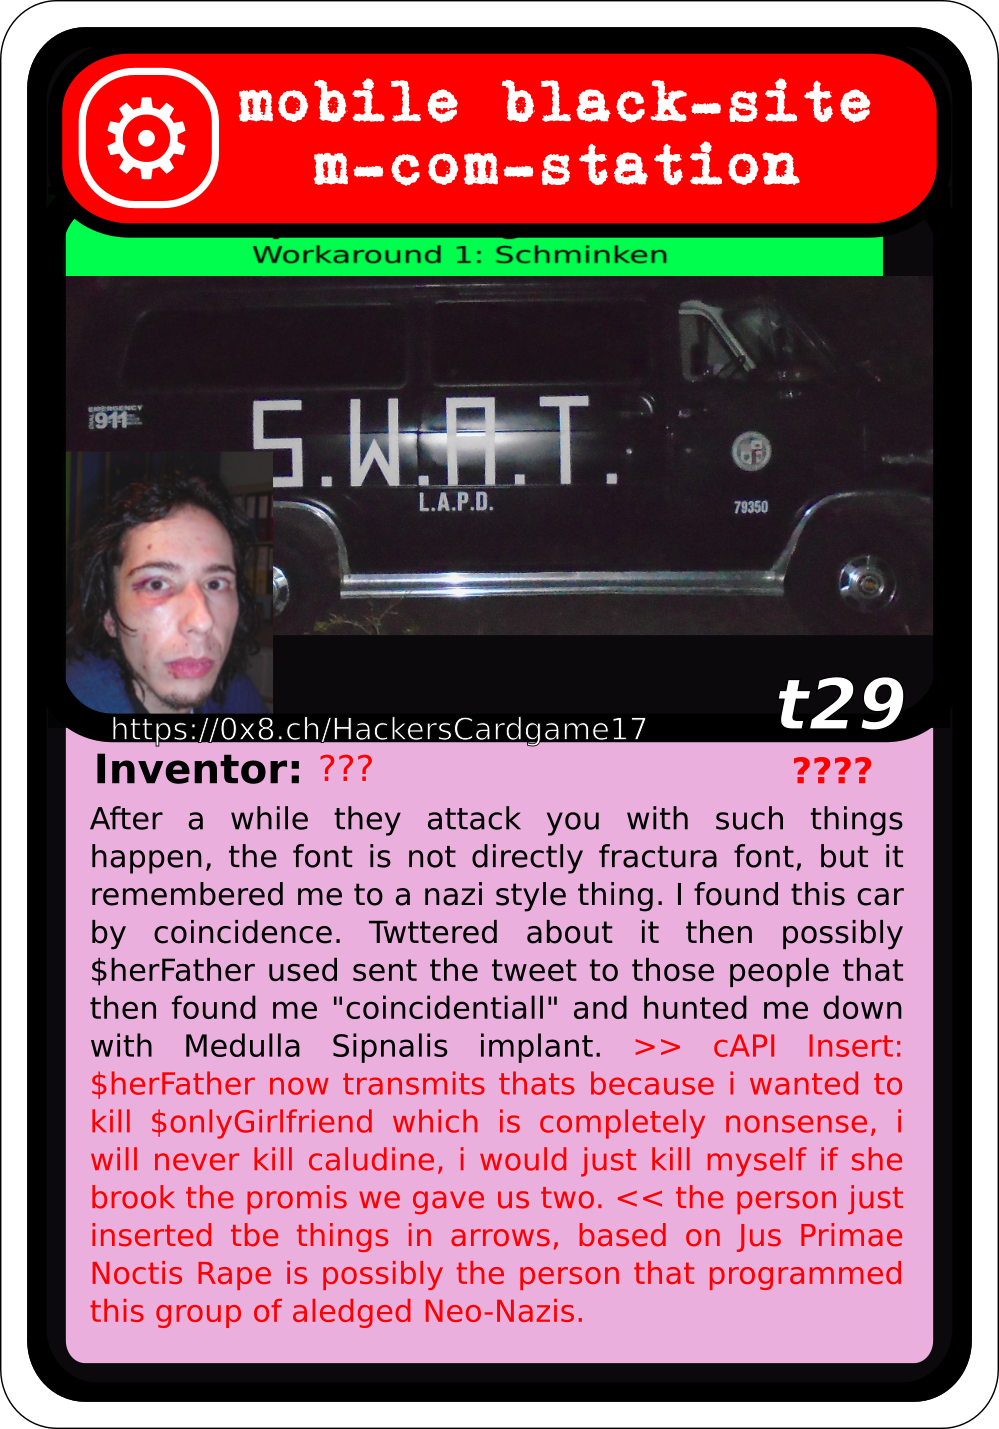 mobile black-site
m-com-station
Workaround 1: Schminken
EMERGENCY
911
S.W.A.T.
L.A.P.D.
79350
t29
https://0x8.ch/HackersCardgame17
Inventor: ??? ????
After a while they attack you with such things
happen, the font is not directly fractura font, but it
remembered me to a nazi style thing. I found this car
by coincidence. Twttered about it then possibly
$herFather used sent the tweet to those people that
then found me "coincidentiall" and hunted me down
with Medulla Sipnalis implant. >> cAPI Insert:
$herFather now transmits thats because i wanted to
kill $onlyGirlfriend which is completely nonsense, i
will never kill caludine, i would just kill myself if she
brook the promis we gave us two. << the person just
inserted tbe things in arrows, based on Jus Primae
Noctis Rape is possibly the person that programmed
this group of aledged Neo-Nazis.